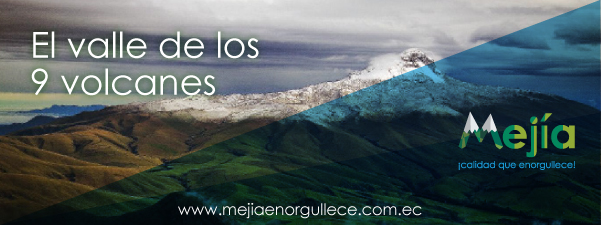 El valle de los
9 volcanes
Mejía
¡calidad que enorgullece!
www.mejiaenorgullece.com.ec